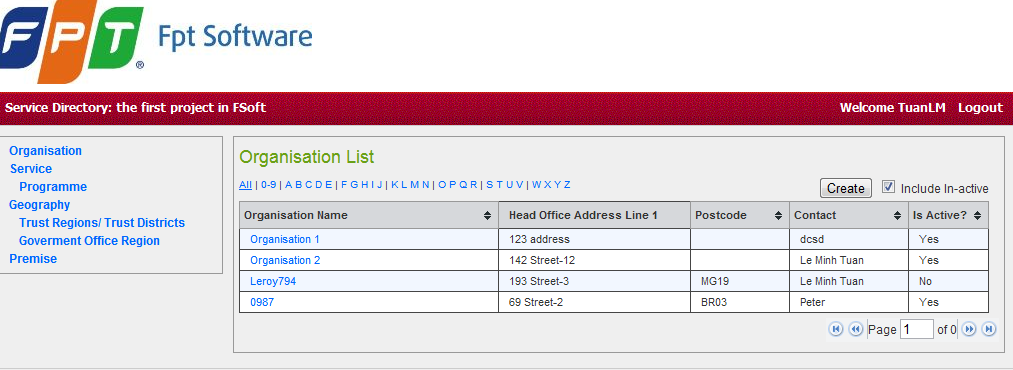 FPT®
Fpt Software
Service Directory: the first project in FSoft Welcome TuanLM Logout
Organisation
Service
Programme
Geography
Trust Regions/ Trust Districts
Goverment Office Region
Premise
Organisation List
All | 0-9 | A B C D E | F G H I J | K L M N | O P Q R | S T U V | W X Y Z
Create Include In-active
Organisation Name Head Office Address Line 1 Postcode Contact Is Active?
Organisation 1 123 address dcsd Yes
Organisation 2 142 Street-12 Le Minh Tuan Yes
Leroy794 193 Street-3 MG19 Le Minh Tuan No
0987 69 Street-2 BR03 Peter Yes
Page 1 of 0